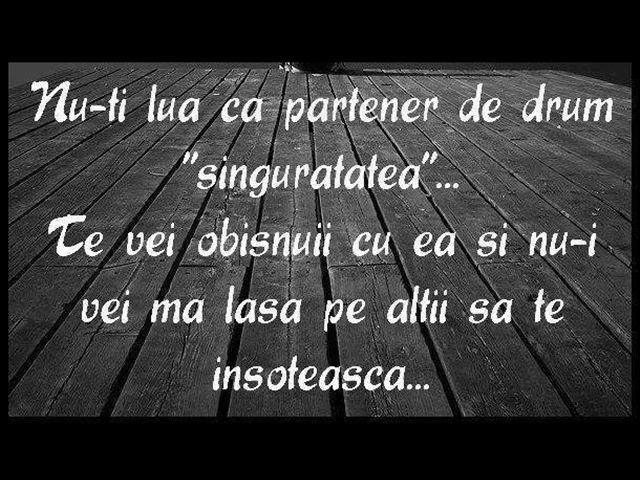 Nu-ti lua ca partener de drum
"singuratatea"...
Te vei obisnuii cu ea si nu-i
vei ma lasa pe altii sa te
insoteasca...